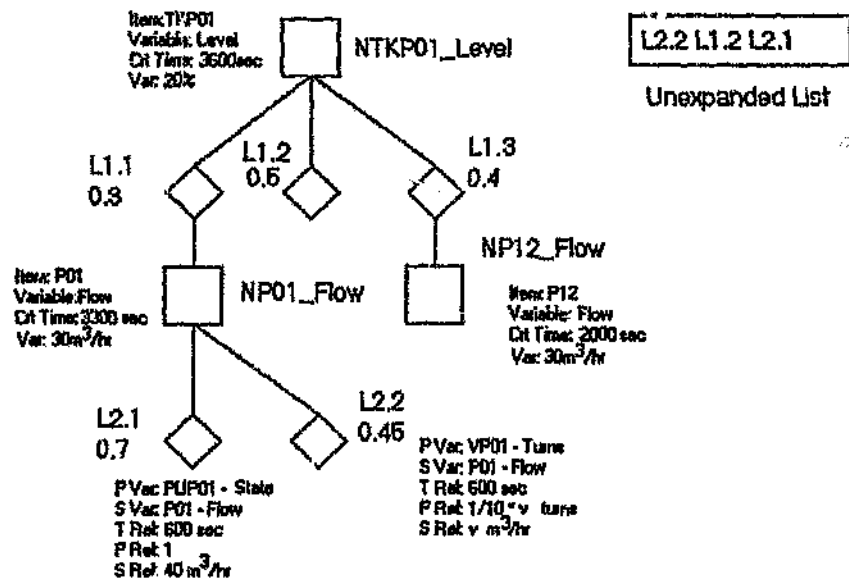 Item: TKP01
Variable: Level
Crit Time: 3600sec
Var: 20%
NTKP01_Level
L2.2 L1.2 L2.1
Unexpanded List
L1.1
0.3
L1.2
0.5
L1.3
0.4
NP12_Flow
Item: P01
Variable: Flow
Crit Time: 3300 sec
Var: 30m³/hr
NP01_Flow
Item: P12
Variable: Flow
Crit Time: 2000 sec
Var: 30m³/hr
L2.1
0.7
L2.2
0.45
P Var: PUP01 - State
S Var: P01 - Flow
T Rel: 600 sec
P Rel: 1
S Rel: 40 m³/hr
P Var: VP01 - Turns
S Var: P01 - Flow
T Rel: 600 sec
P Rel: 1/10 * v turns
S Rel: v m³/hr